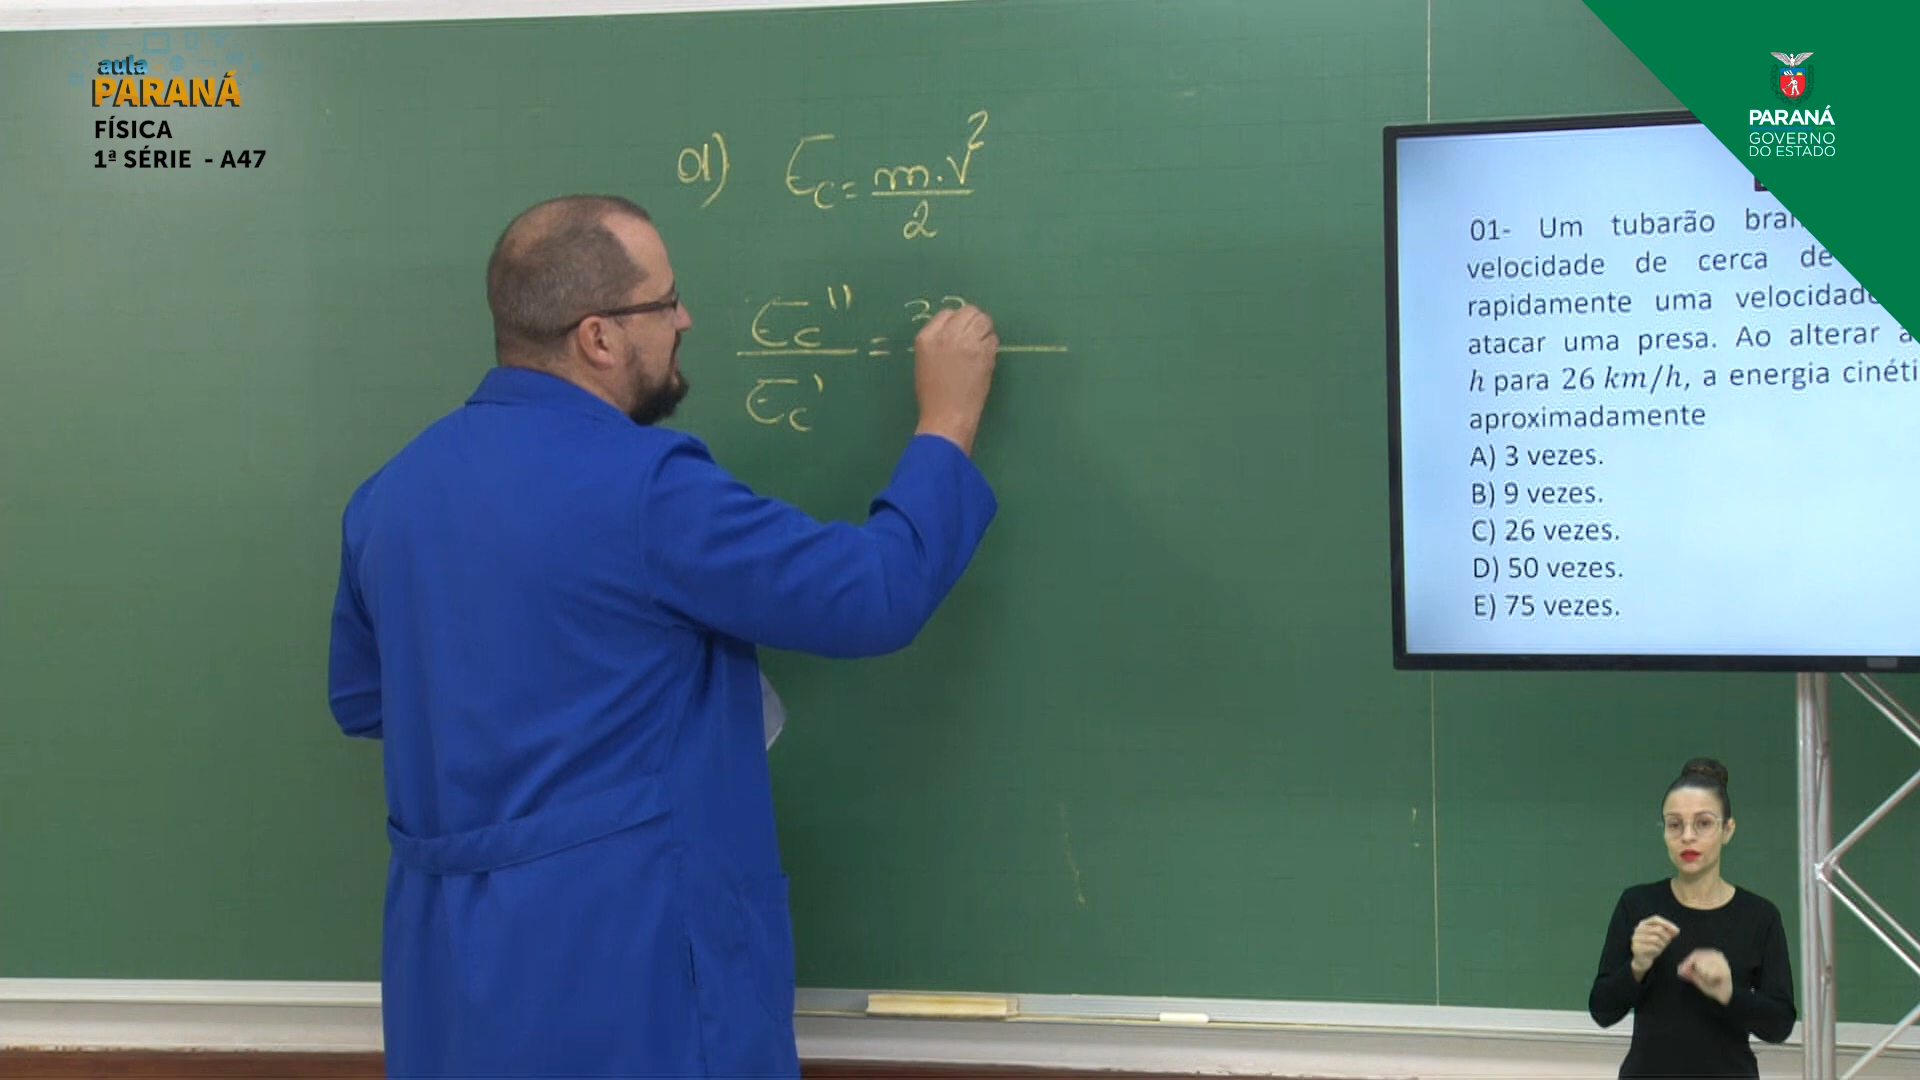 aula
PARANÁ
FÍSICA
1ª SÉRIE - A47
01) Ec = m.v²
2
Ec''
=
Ec'
PARANÁ
GOVERNO
DO ESTADO
01- Um tubarão
velocidade de cerca de
rapidamente uma velocidade
atacar uma presa. Ao alterar
h para 26 km/h, a energia
aproximadamente
A) 3 vezes.
B) 9 vezes.
C) 26 vezes.
D) 50 vezes.
E) 75 vezes.